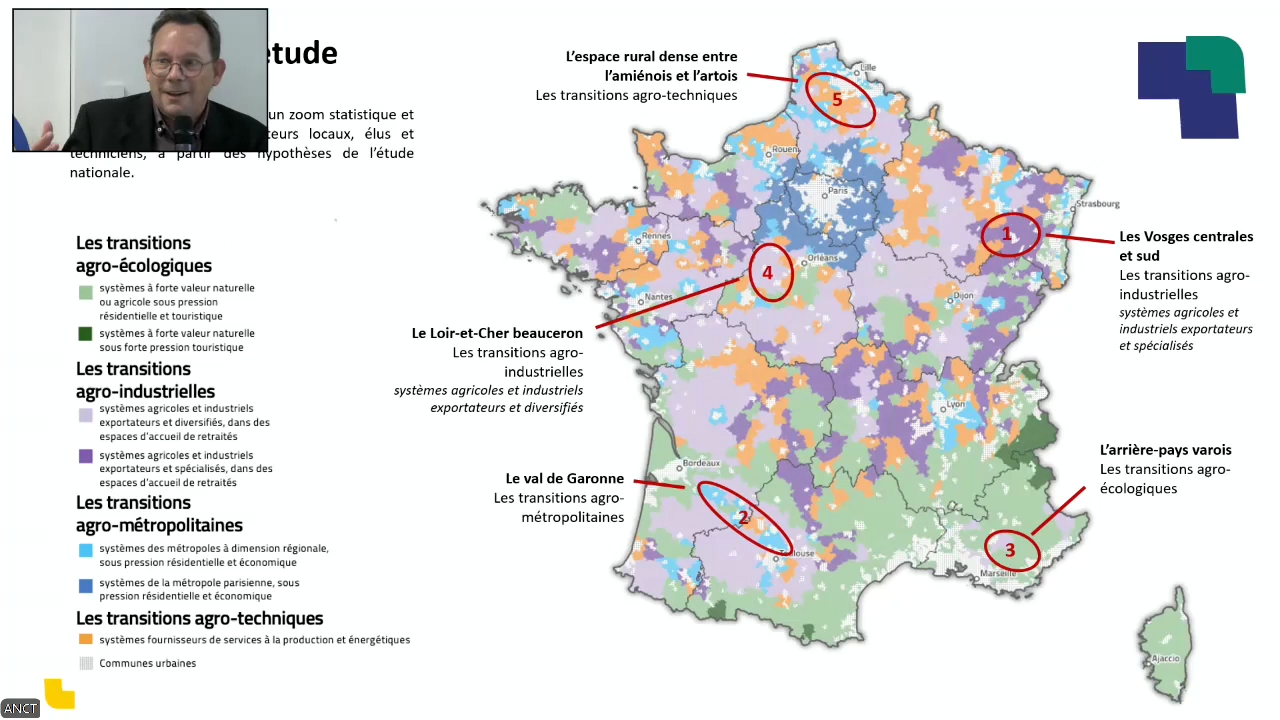 étude
un zoom statistique et
teurs locaux, élus et
techniciens, à partir des hypothèses de l'étude
nationale.
Les transitions
agro-écologiques
systèmes à forte valeur naturelle
ou agricole sous pression
résidentielle et touristique
systèmes à forte valeur naturelle
sous forte pression touristique
Les transitions
agro-industrielles
systèmes agricoles et industriels
exportateurs et diversifiés, dans des
espaces d'accueil de retraités
systèmes agricoles et industriels
exportateurs et spécialisés, dans des
espaces d'accueil de retraités
Les transitions
agro-métropolitaines
systèmes des métropoles à dimension régionale,
sous pression résidentielle et économique
systèmes de la métropole parisienne, sous
pression résidentielle et économique
Les transitions agro-techniques
systèmes fournisseurs de services à la production et énergétiques
Communes urbaines
ANCT
L'espace rural dense entre
l'amiénois et l'artois
Les transitions agro-techniques
Le Loir-et-Cher beauceron
Les transitions agro-
industrielles
systèmes agricoles et industriels
exportateurs et diversifiés
Le val de Garonne
Les transitions agro-
métropolitaines
Lille
5
Rouen
Paris
Strasbourg
1
Rennes
Orléans
4
Nantes
Dijon
Lyon
Bordeaux
2
Toulouse
3
Marseille
Ajaccio
Les Vosges centrales
et sud
Les transitions agro-
industrielles
systèmes agricoles et
industriels exportateurs
et spécialisés
L'arrière-pays varois
Les transitions agro-
écologiques